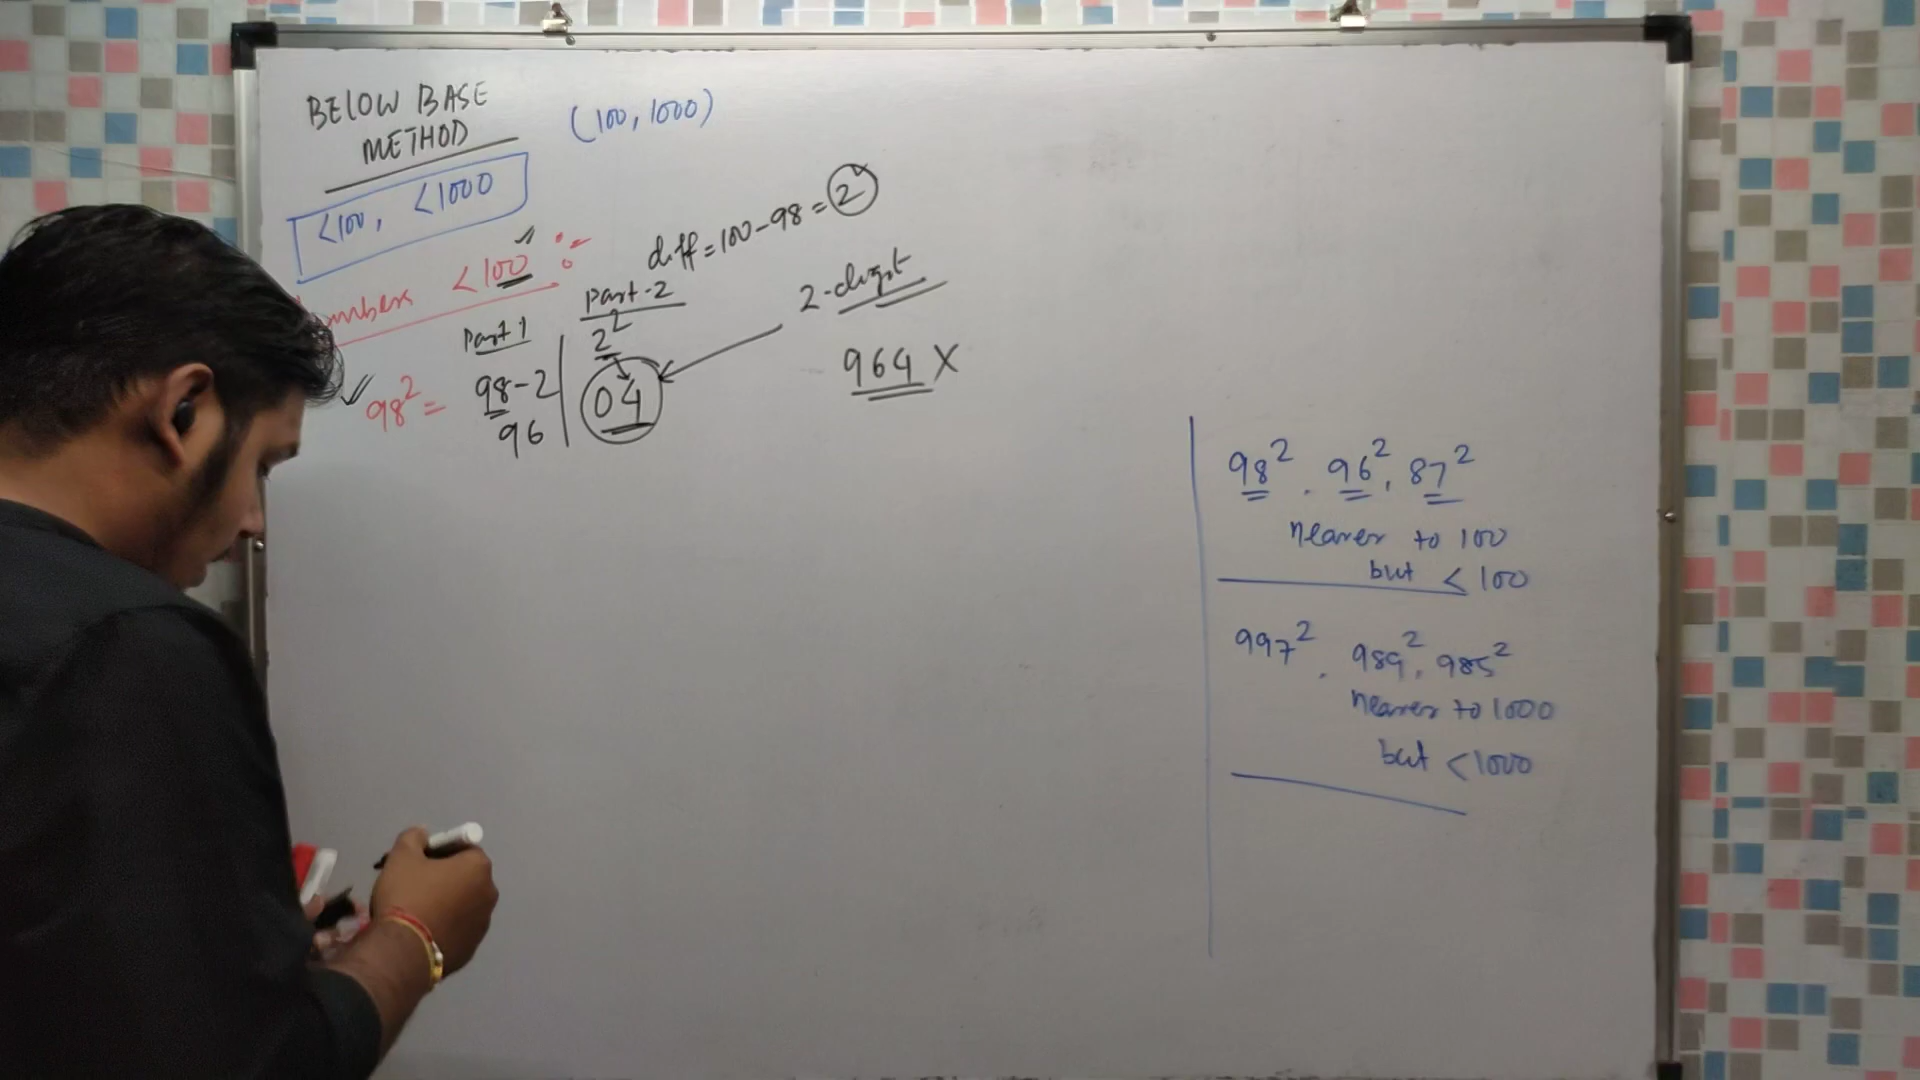 BELOW BASE
METHOD
(100, 1000)
<100, <1000
diff = 100-98 = 2
<100 :-
Part 1
Part-2
2-digit
98² =
98-2
2²
96
04
964 X
98², 96², 87²
nearer to 100
but < 100
997², 989², 985²
nearer to 1000
but < 1000